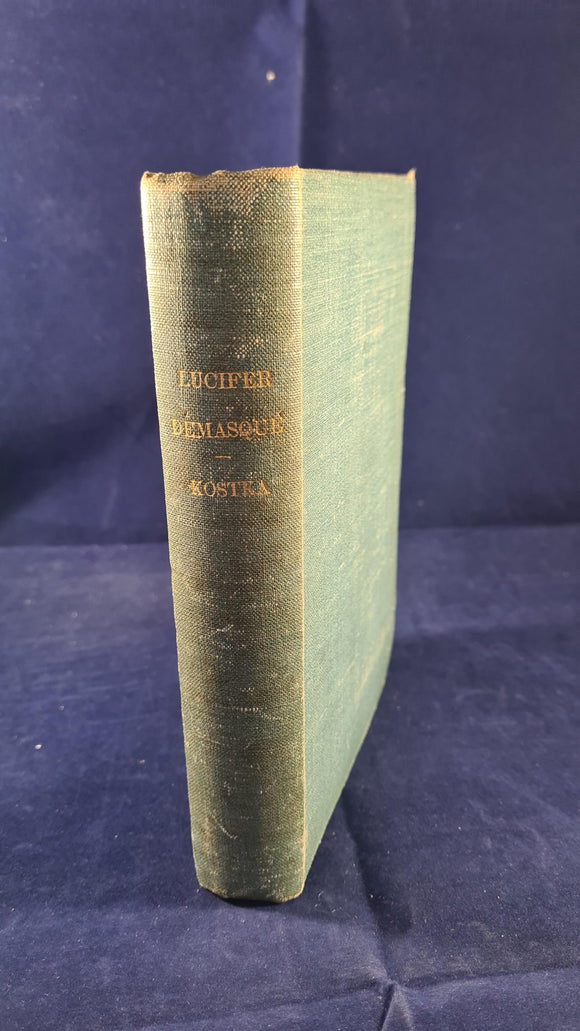 LUCIFER
DÉMASQUÉ
—
KOSTKA